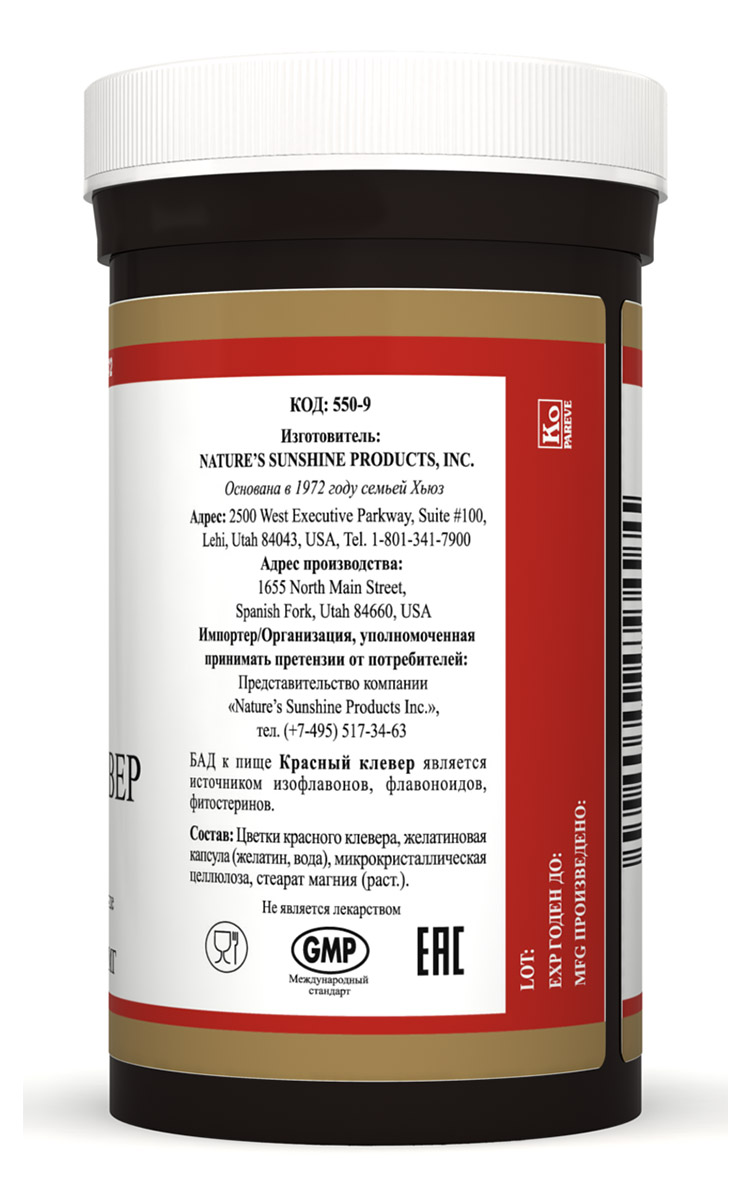 КОД: 550-9
Изготовитель:
NATURE'S SUNSHINE PRODUCTS, INC.
Основана в 1972 году семьей Хьюз
Адрес: 2500 West Executive Parkway, Suite #100,
Lehi, Utah 84043, USA, Tel. 1-801-341-7900
Адрес производства:
1655 North Main Street,
Spanish Fork, Utah 84660, USA
Импортер/Организация, уполномоченная
принимать претензии от потребителей:
Представительство компании
«Nature's Sunshine Products Inc.»,
тел. (+7-495) 517-34-63
БАД к пище Красный клевер является
источником изофлавонов, флавоноидов,
фитостеринов.
Состав: Цветки красного клевера, желатиновая
капсула (желатин, вода), микрокристаллическая
целлюлоза, стеарат магния (раст.).
Не является лекарством
GMP
Международный
стандарт
EAC
Ko
PAREVE
LOT:
EXP ГОДЕН ДО:
MFG ПРОИЗВЕДЕНО: